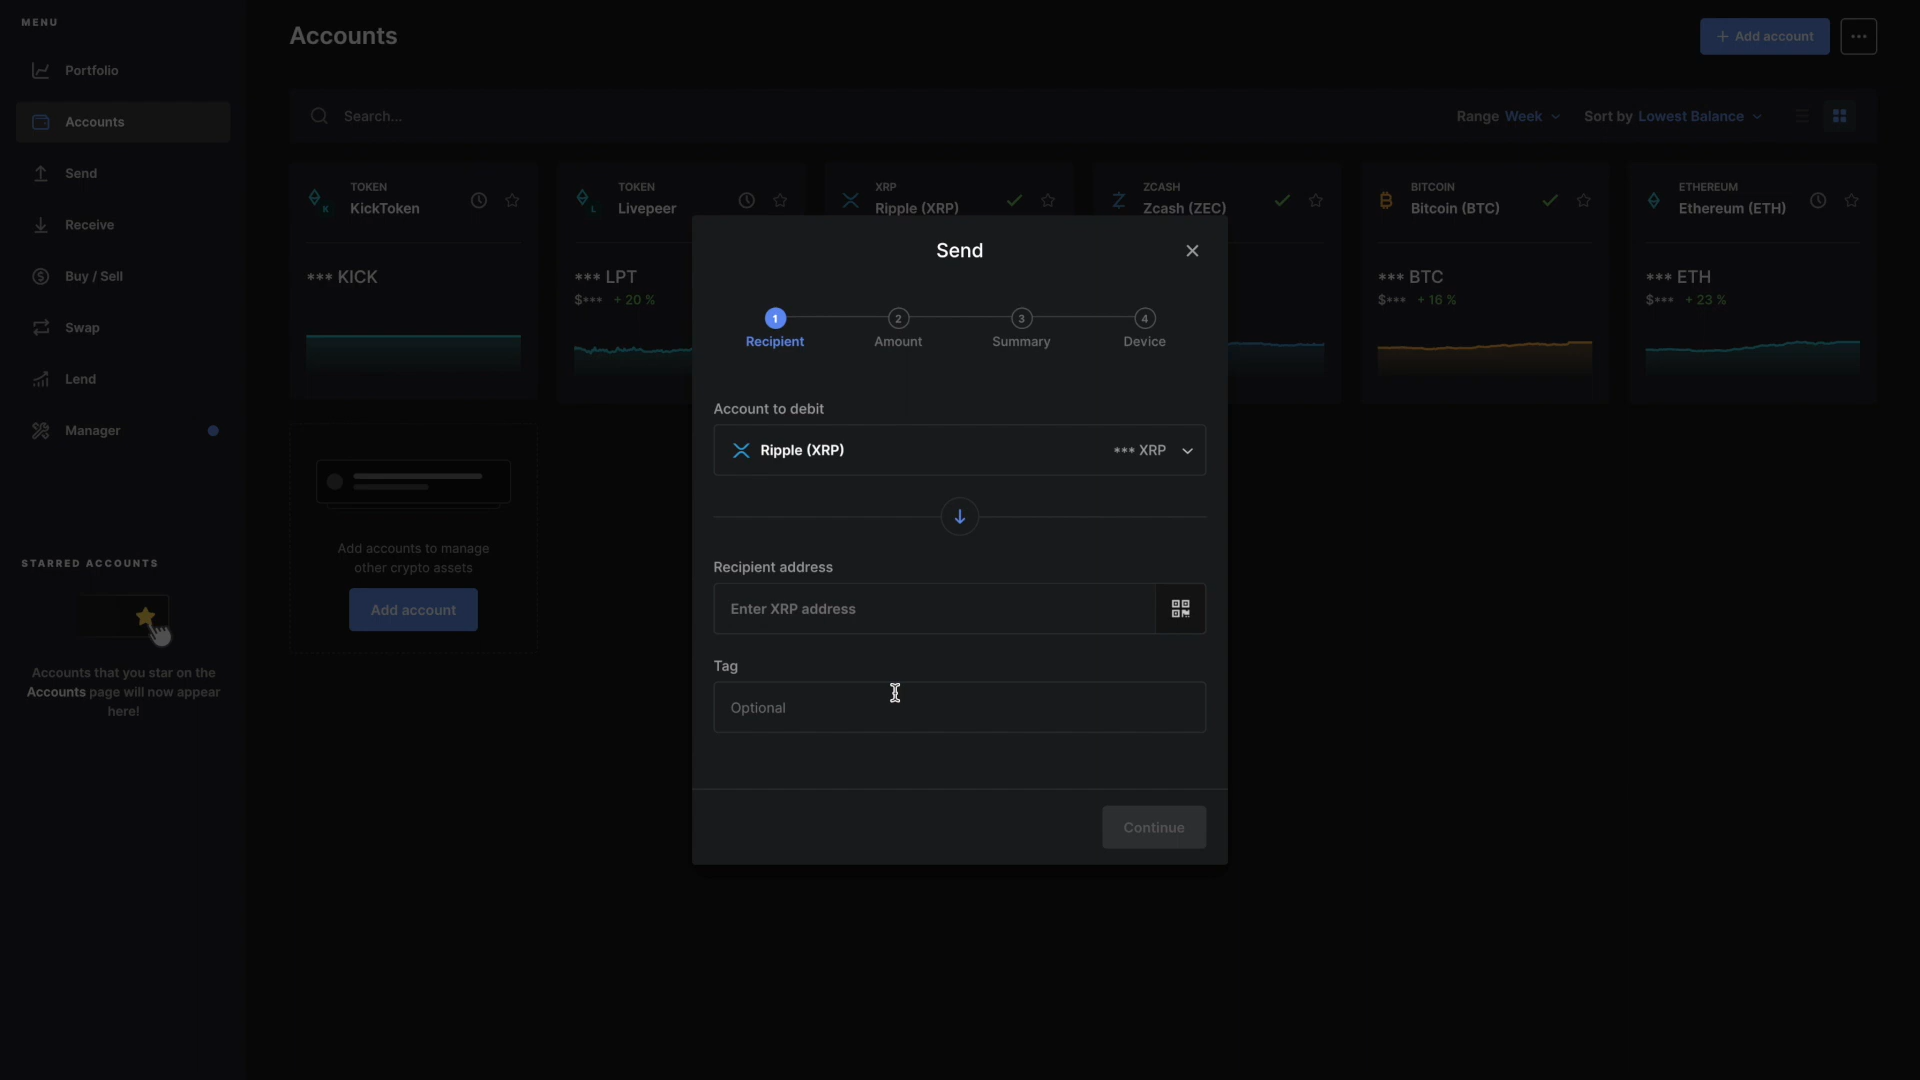 MENU
Portfolio
Accounts
Send
Receive
Buy / Sell
Swap
Lend
Manager
STARRED ACCOUNTS
Accounts that you star on the
Accounts page will now appear
here!
Accounts
+ Add account
Search...
Range Week
Sort by Lowest Balance
TOKEN
KickToken
*** KICK
TOKEN
Livepeer
*** LPT
$*** + 20 %
XRP
Ripple (XRP)
ZCASH
Zcash (ZEC)
BITCOIN
Bitcoin (BTC)
*** BTC
$*** + 16 %
ETHEREUM
Ethereum (ETH)
*** ETH
$*** + 23 %
Add accounts to manage
other crypto assets
Add account
Send
1 2 3 4
Recipient Amount Summary Device
Account to debit
Ripple (XRP) *** XRP
Recipient address
Enter XRP address
Tag
Optional
Continue